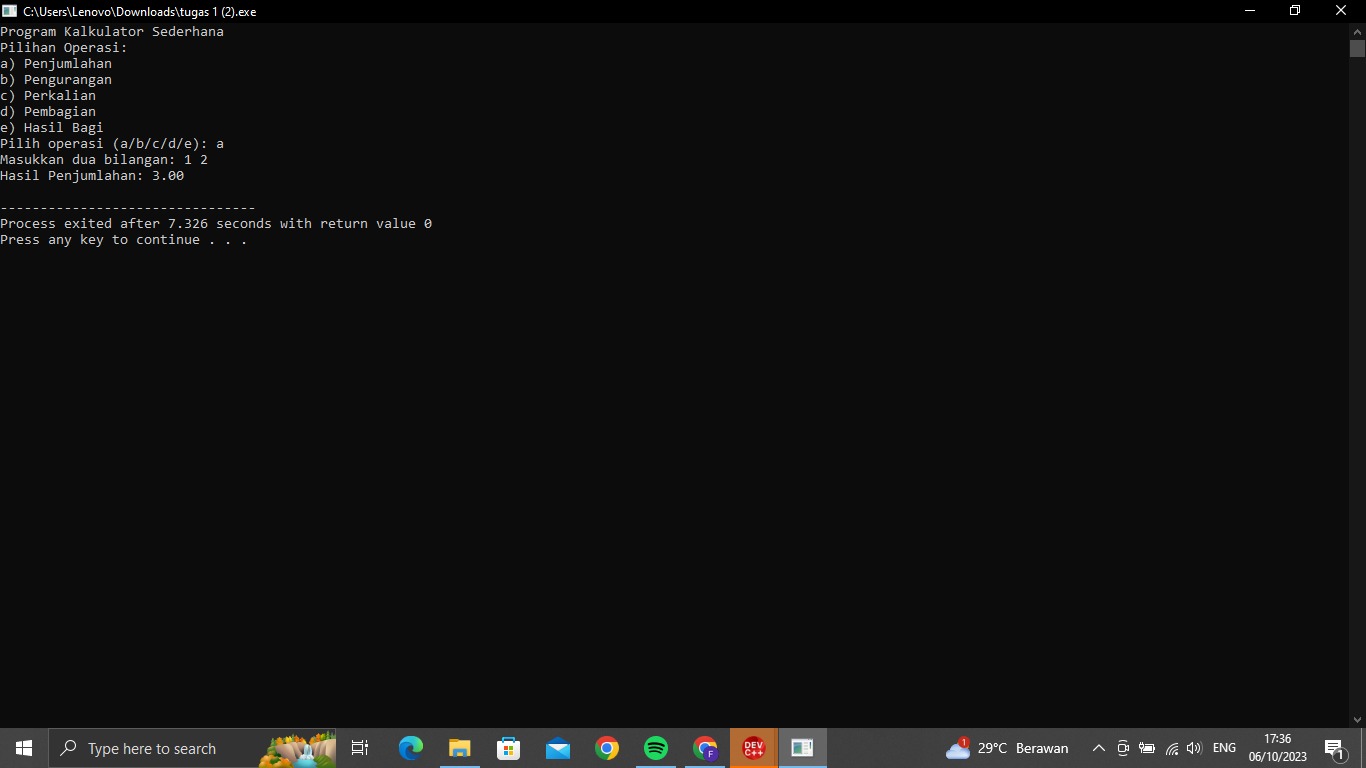 C:\Users\Lenovo\Downloads\tugas 1 (2).exe
Program Kalkulator Sederhana
Pilihan Operasi:
a) Penjumlahan
b) Pengurangan
c) Perkalian
d) Pembagian
e) Hasil Bagi
Pilih operasi (a/b/c/d/e): a
Masukkan dua bilangan: 1 2
Hasil Penjumlahan: 3.00
--------------------------------
Process exited after 7.326 seconds with return value 0
Press any key to continue . . .
Type here to search
F
DEV C++
1
29°C Berawan
ENG
17:36
06/10/2023
1